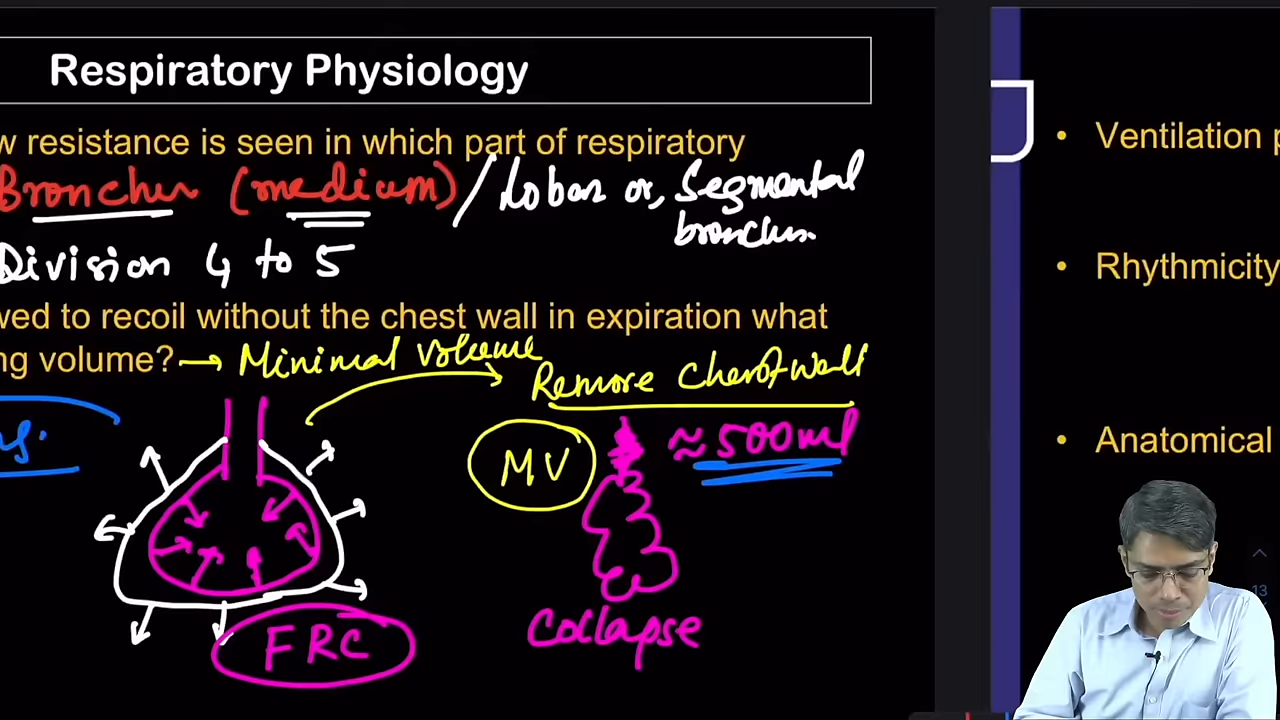 Respiratory Physiology
w resistance is seen in which part of respiratory
Bronchus (medium) / Lobar or, Segmental
bronchus.
Division 4 to 5
wed to recoil without the chest wall in expiration what
ng volume? → Minimal volume
Remove chest wall
MV
≈ 500ml
FRC
Collapse
• Ventilation p
• Rhythmicity
• Anatomical
13